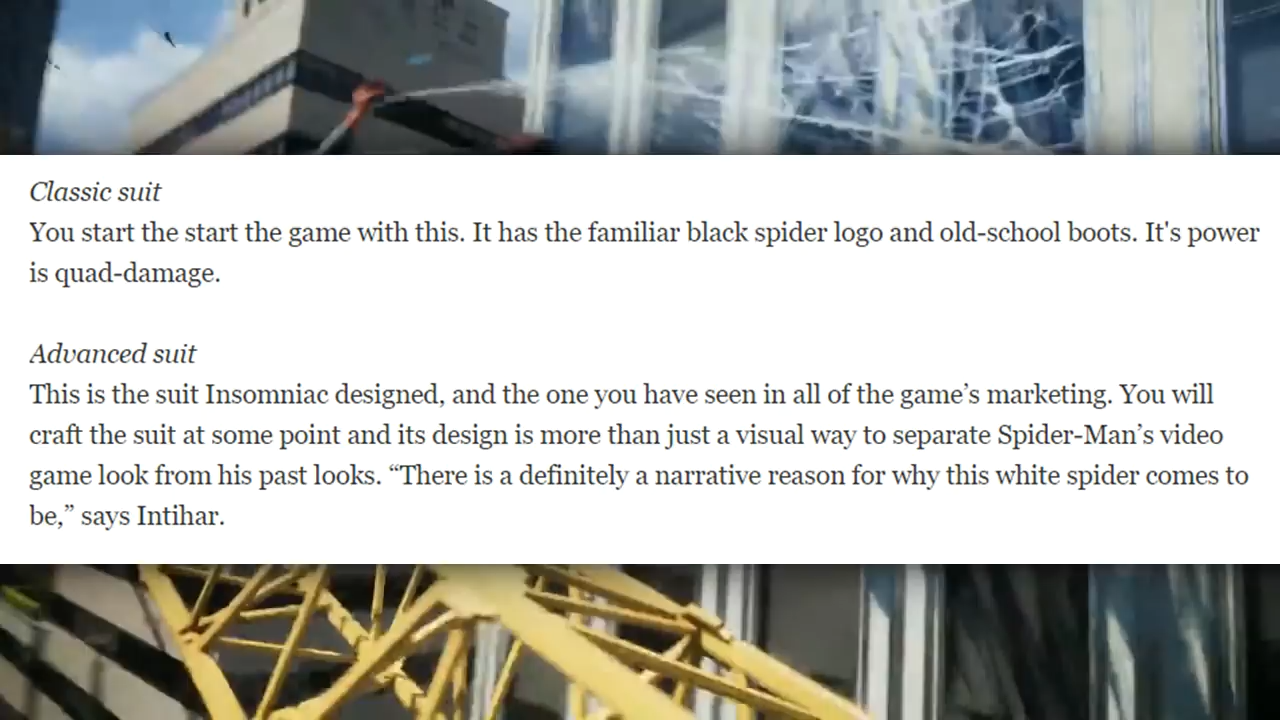 Classic suit
You start the start the game with this. It has the familiar black spider logo and old-school boots. It's power
is quad-damage.
Advanced suit
This is the suit Insomniac designed, and the one you have seen in all of the game’s marketing. You will
craft the suit at some point and its design is more than just a visual way to separate Spider-Man’s video
game look from his past looks. “There is a definitely a narrative reason for why this white spider comes to
be,” says Intihar.